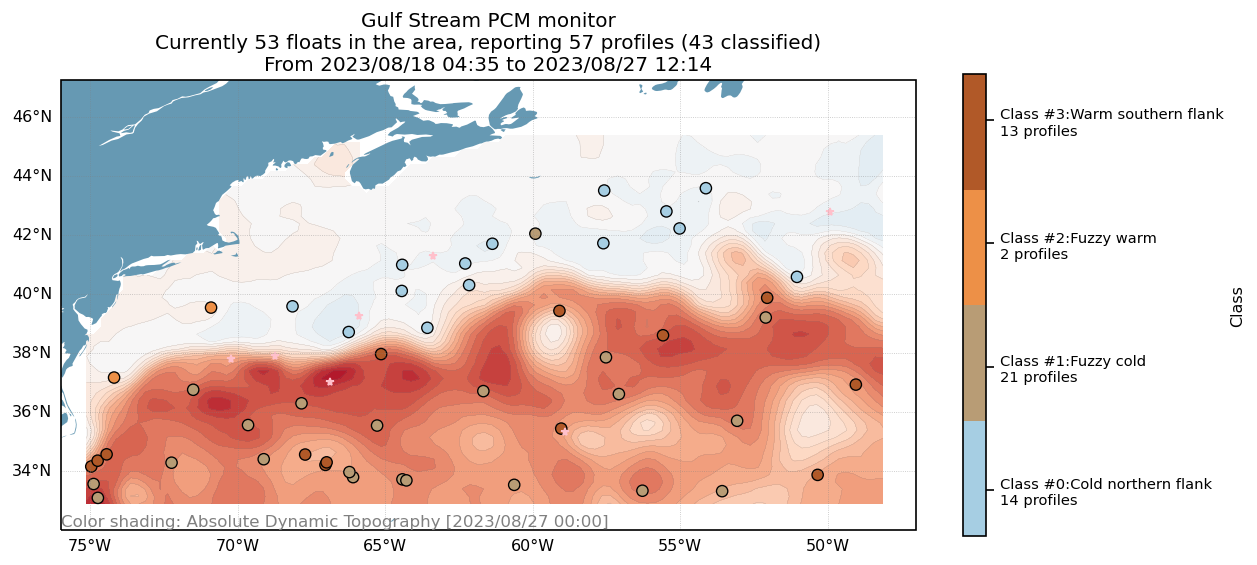 Gulf Stream PCM monitor
Currently 53 floats in the area, reporting 57 profiles (43 classified)
From 2023/08/18 04:35 to 2023/08/27 12:14
46°N
44°N
42°N
40°N
38°N
36°N
34°N
Color shading: Absolute Dynamic Topography [2023/08/27 00:00]
75°W 70°W 65°W 60°W 55°W 50°W
Class #3:Warm southern flank
13 profiles
Class #2:Fuzzy warm
2 profiles
Class #1:Fuzzy cold
21 profiles
Class #0:Cold northern flank
14 profiles
Class